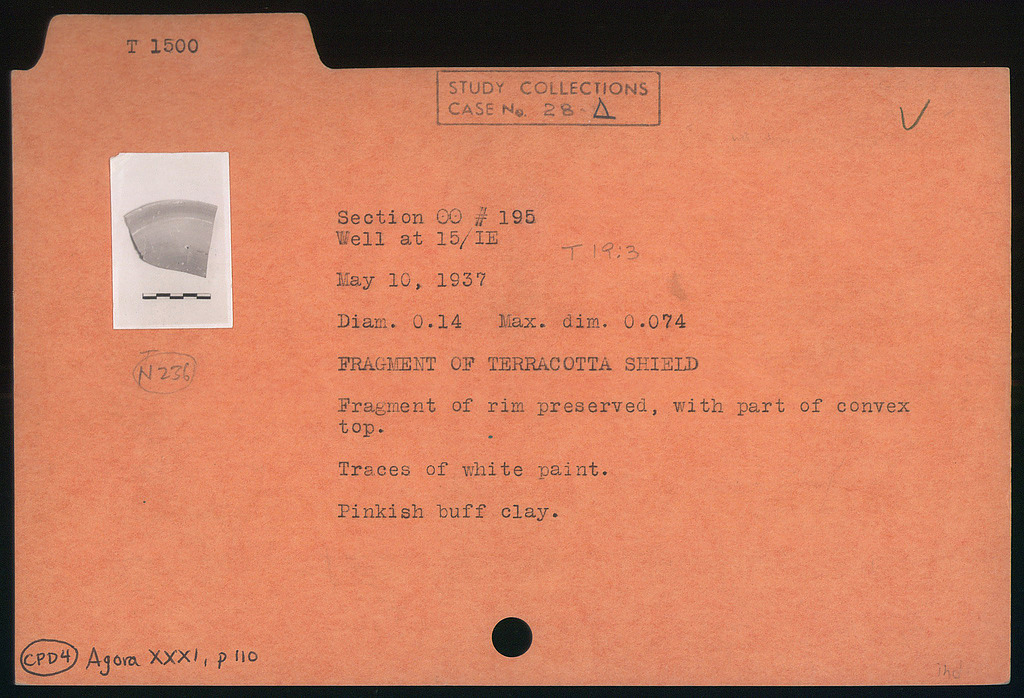 T 1500
STUDY COLLECTIONS
CASE No. 28-Δ
Section OO # 195
Well at 15/IE
T 19:3
May 10, 1937
Diam. 0.14 Max. dim. 0.074
FRAGMENT OF TERRACOTTA SHIELD
N 236
Fragment of rim preserved, with part of convex
top.
Traces of white paint.
Pinkish buff clay.
CPD4 Agora XXXI, p 110